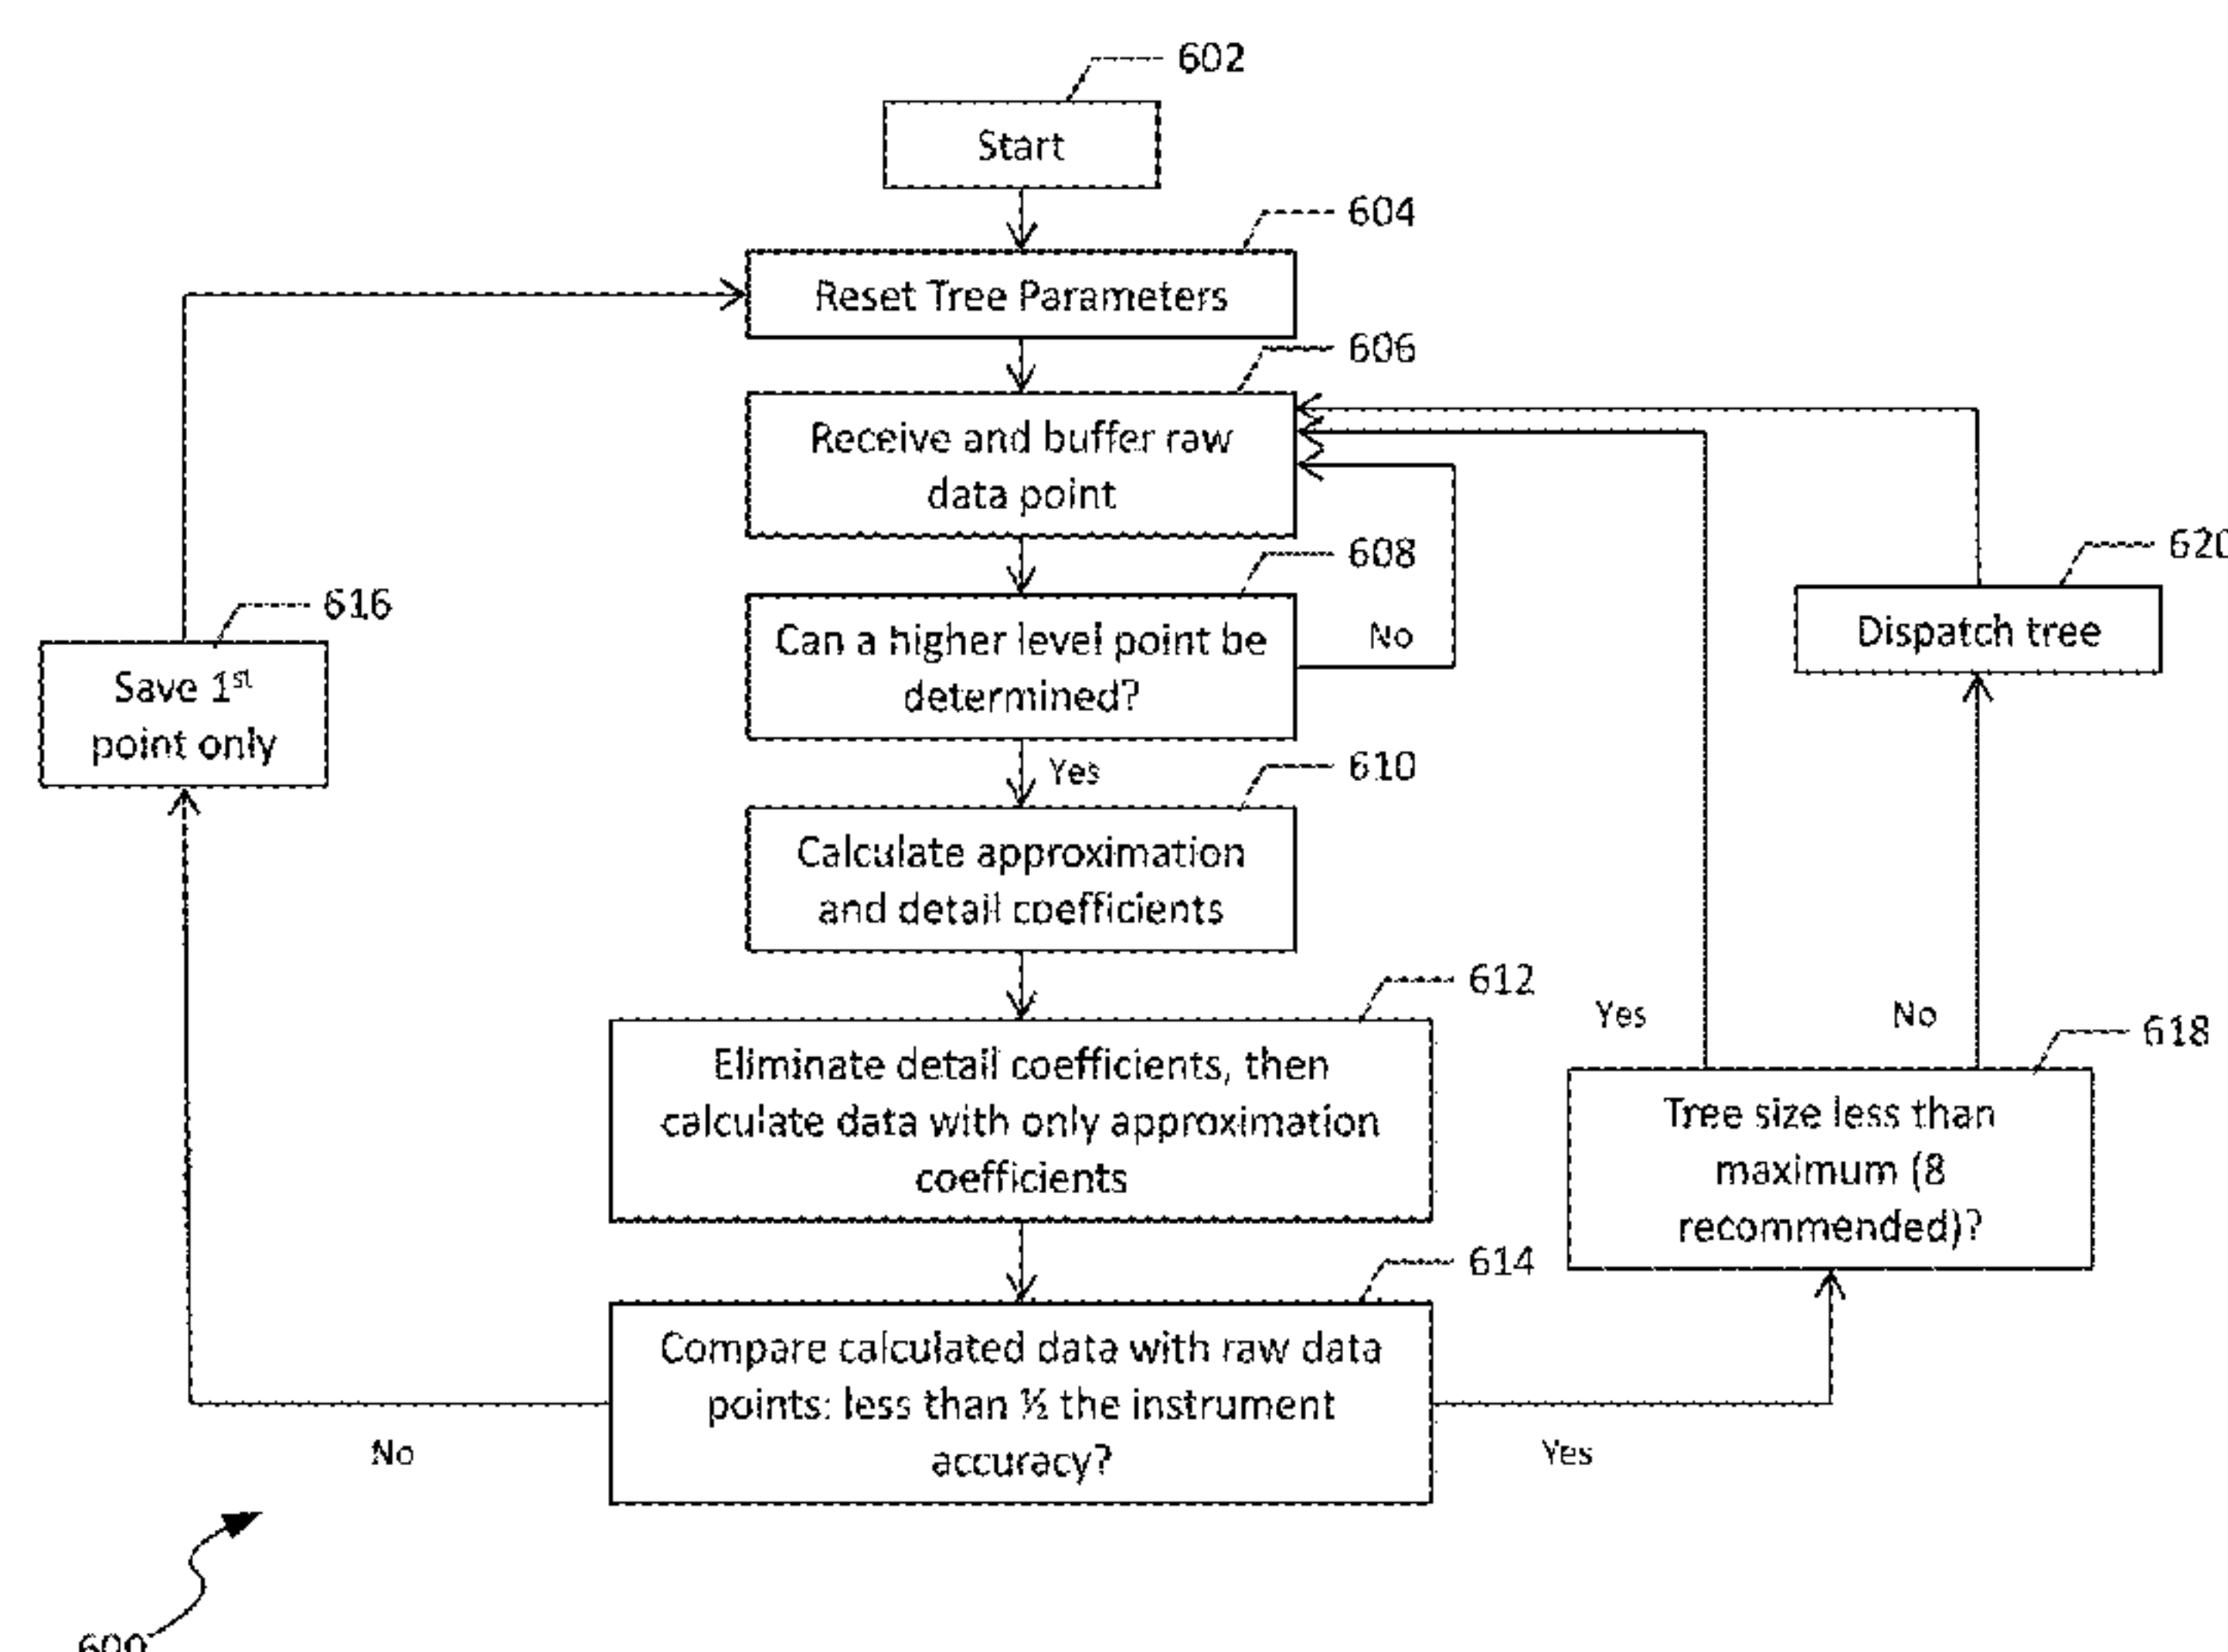 602
Start
604
Reset Tree Parameters
606
Receive and buffer raw
data point
608
Can a higher level point be
determined?
No
620
Dispatch tree
616
Save 1st
point only
Yes
610
Calculate approximation
and detail coefficients
612
Eliminate detail coefficients, then
calculate data with only approximation
coefficients
Yes
No
618
Tree size less than
maximum (8
recommended)?
614
Compare calculated data with raw data
points: less than ½ the instrument
accuracy?
No
Yes
600